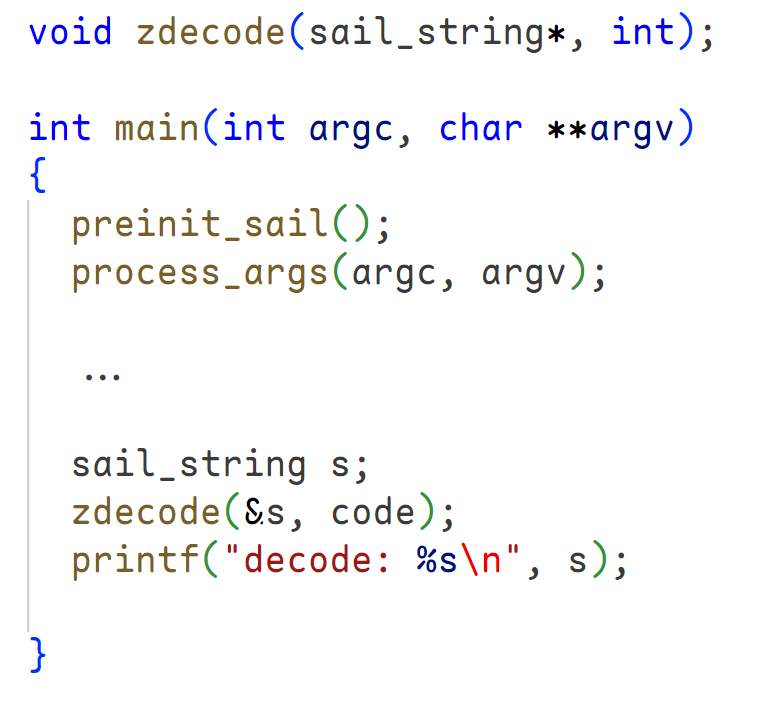 void zdecode(sail_string*, int);
int main(int argc, char **argv)
{
preinit_sail();
process_args(argc, argv);
...
sail_string s;
zdecode(&s, code);
printf("decode: %s\n", s);
}